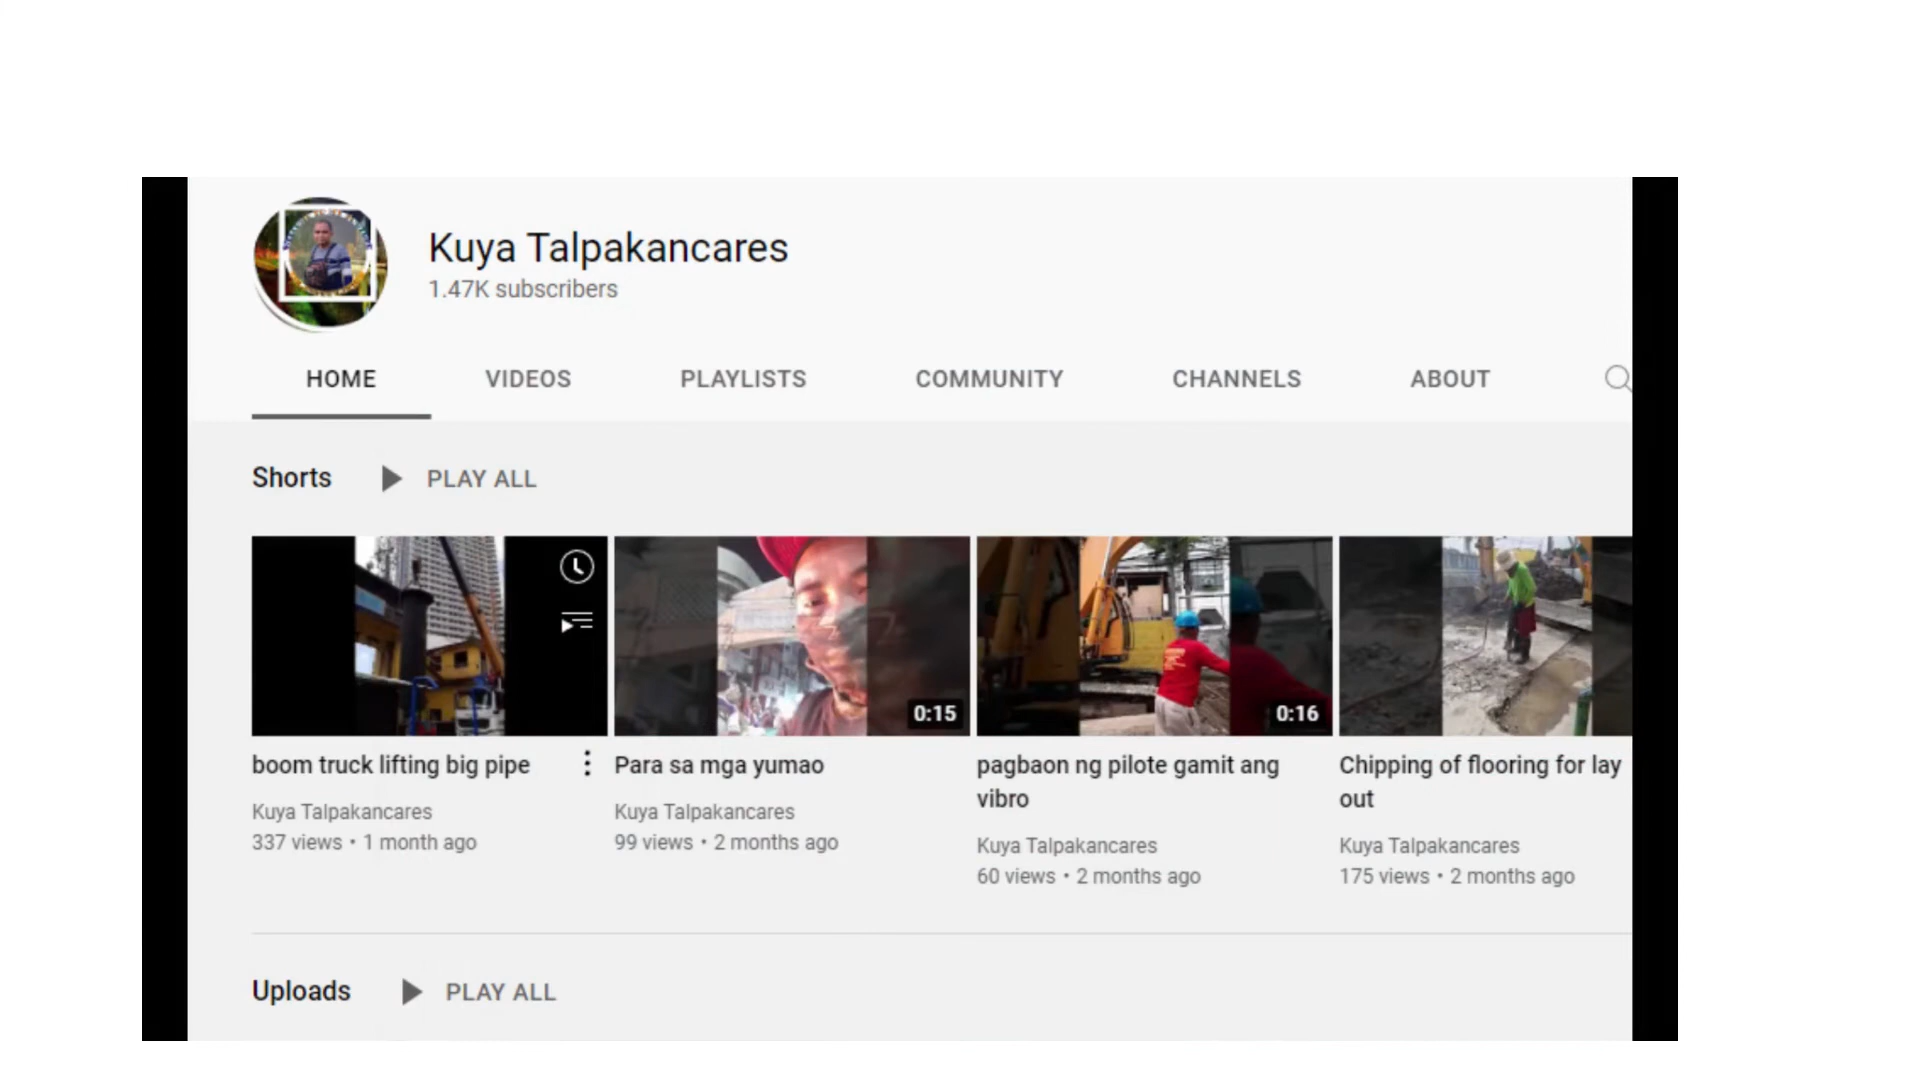 Kuya Talpakancares
1.47K subscribers
HOME VIDEOS PLAYLISTS COMMUNITY CHANNELS ABOUT
Shorts PLAY ALL
0:15
0:16
boom truck lifting big pipe
Kuya Talpakancares
337 views • 1 month ago
Para sa mga yumao
Kuya Talpakancares
99 views • 2 months ago
pagbaon ng pilote gamit ang
vibro
Kuya Talpakancares
60 views • 2 months ago
Chipping of flooring for lay
out
Kuya Talpakancares
175 views • 2 months ago
Uploads PLAY ALL